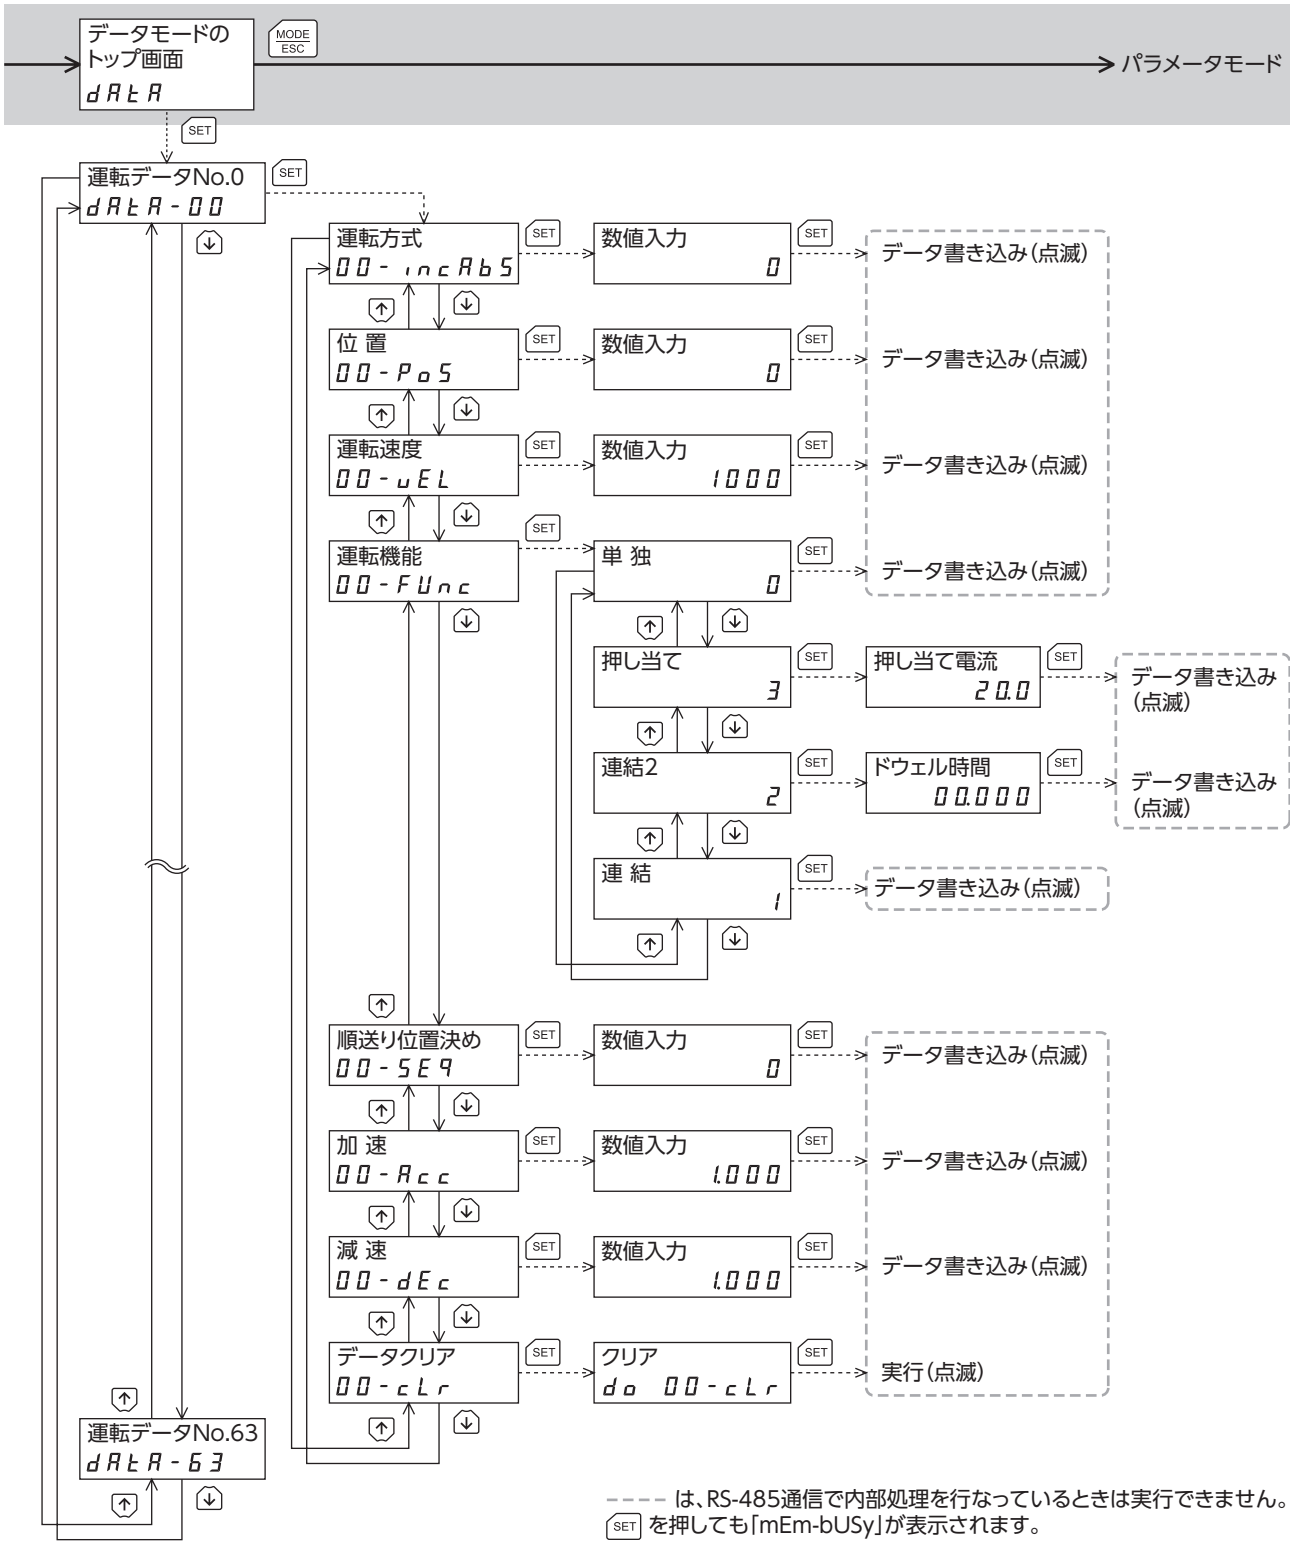 データモードの
トップ画面
dAtA
MODE
ESC
パラメータモード
SET
運転データNo.0
dAtA-00
SET
運転方式
00-incAbS
SET
数値入力
0
SET
データ書き込み（点滅）
位 置
00-PoS
SET
数値入力
0
SET
データ書き込み（点滅）
運転速度
00-vEL
SET
数値入力
1000
SET
データ書き込み（点滅）
運転機能
00-FUnc
SET
単 独
0
SET
データ書き込み（点滅）
押し当て
3
SET
押し当て電流
20.0
SET
データ書き込み
（点滅）
連結2
2
SET
ドウェル時間
00.000
SET
データ書き込み
（点滅）
連 結
1
SET
データ書き込み（点滅）
順送り位置決め
00-SEq
SET
数値入力
0
SET
データ書き込み（点滅）
加 速
00-Acc
SET
数値入力
1.000
SET
データ書き込み（点滅）
減 速
00-dEc
SET
数値入力
1.000
SET
データ書き込み（点滅）
データクリア
00-cLr
SET
クリア
do 00-cLr
SET
実行（点滅）
運転データNo.63
dAtA-63
---- は、RS-485通信で内部処理を行なっているときは実行できません。
SET を押しても「mEm-bUSy」が表示されます。